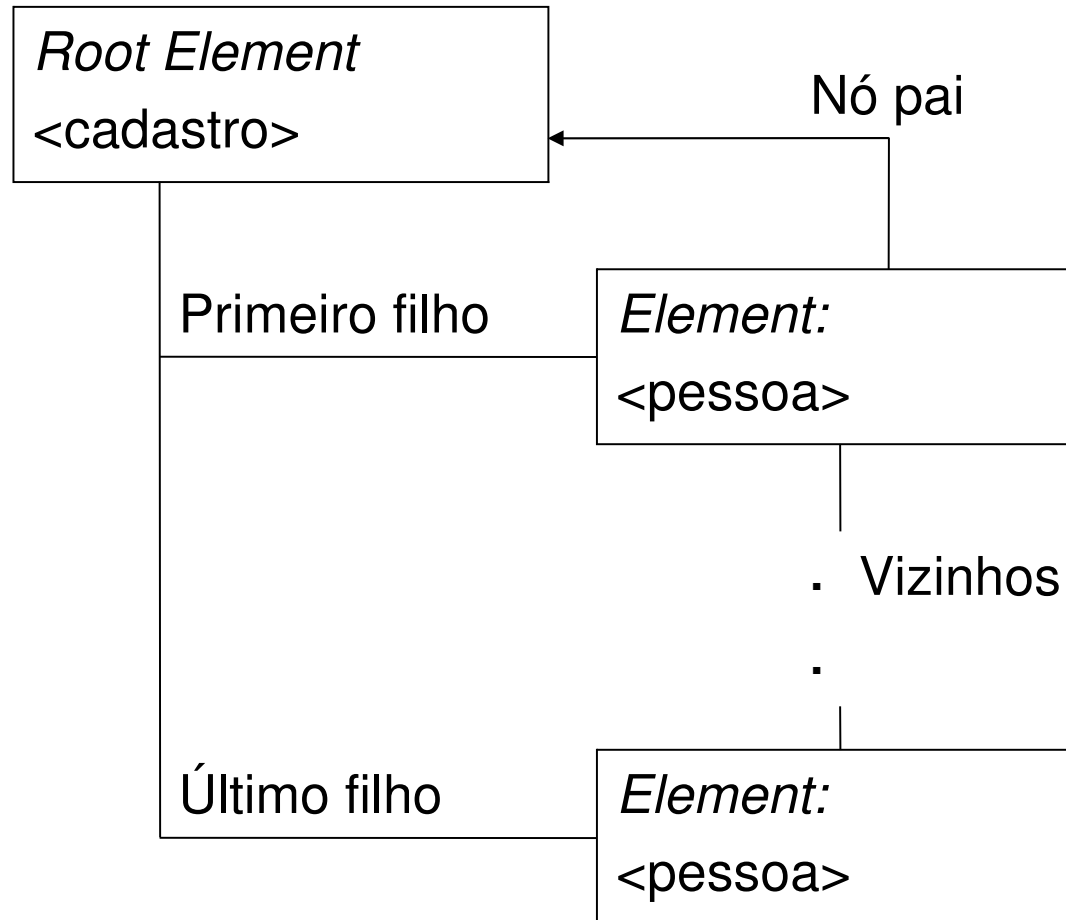 Root Element
<cadastro>
Nó pai
Primeiro filho
Element:
<pessoa>
. Vizinhos
.
Último filho
Element:
<pessoa>